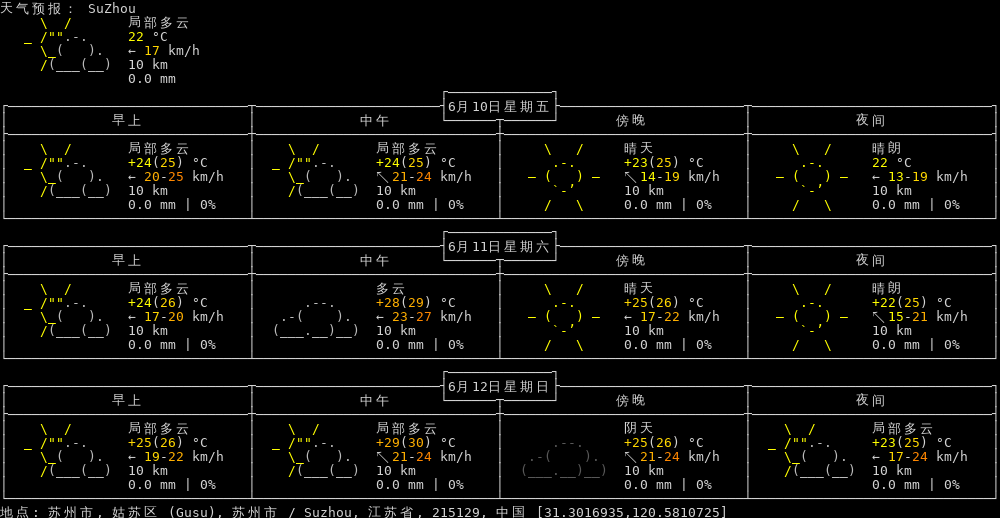 天气预报: SuZhou
局部多云
22 °C
← 17 km/h
10 km
0.0 mm
6月10日星期五
早上 中午 傍晚 夜间
局部多云 局部多云 晴天 晴朗
+24(25) °C +24(25) °C +23(25) °C 22 °C
← 20-25 km/h ↖ 21-24 km/h ↖ 14-19 km/h ← 13-19 km/h
10 km 10 km 10 km 10 km
0.0 mm | 0% 0.0 mm | 0% 0.0 mm | 0% 0.0 mm | 0%
6月11日星期六
早上 中午 傍晚 夜间
局部多云 多云 晴天 晴朗
+24(26) °C +28(29) °C +25(26) °C +22(25) °C
← 17-20 km/h ← 23-27 km/h ← 17-22 km/h ↖ 15-21 km/h
10 km 10 km 10 km 10 km
0.0 mm | 0% 0.0 mm | 0% 0.0 mm | 0% 0.0 mm | 0%
6月12日星期日
早上 中午 傍晚 夜间
局部多云 局部多云 阴天 局部多云
+25(26) °C +29(30) °C +25(26) °C +23(25) °C
← 19-22 km/h ↖ 21-24 km/h ↖ 21-24 km/h ← 17-24 km/h
10 km 10 km 10 km 10 km
0.0 mm | 0% 0.0 mm | 0% 0.0 mm | 0% 0.0 mm | 0%
地点: 苏州市, 姑苏区 (Gusu), 苏州市 / Suzhou, 江苏省, 215129, 中国 [31.3016935,120.5810725]